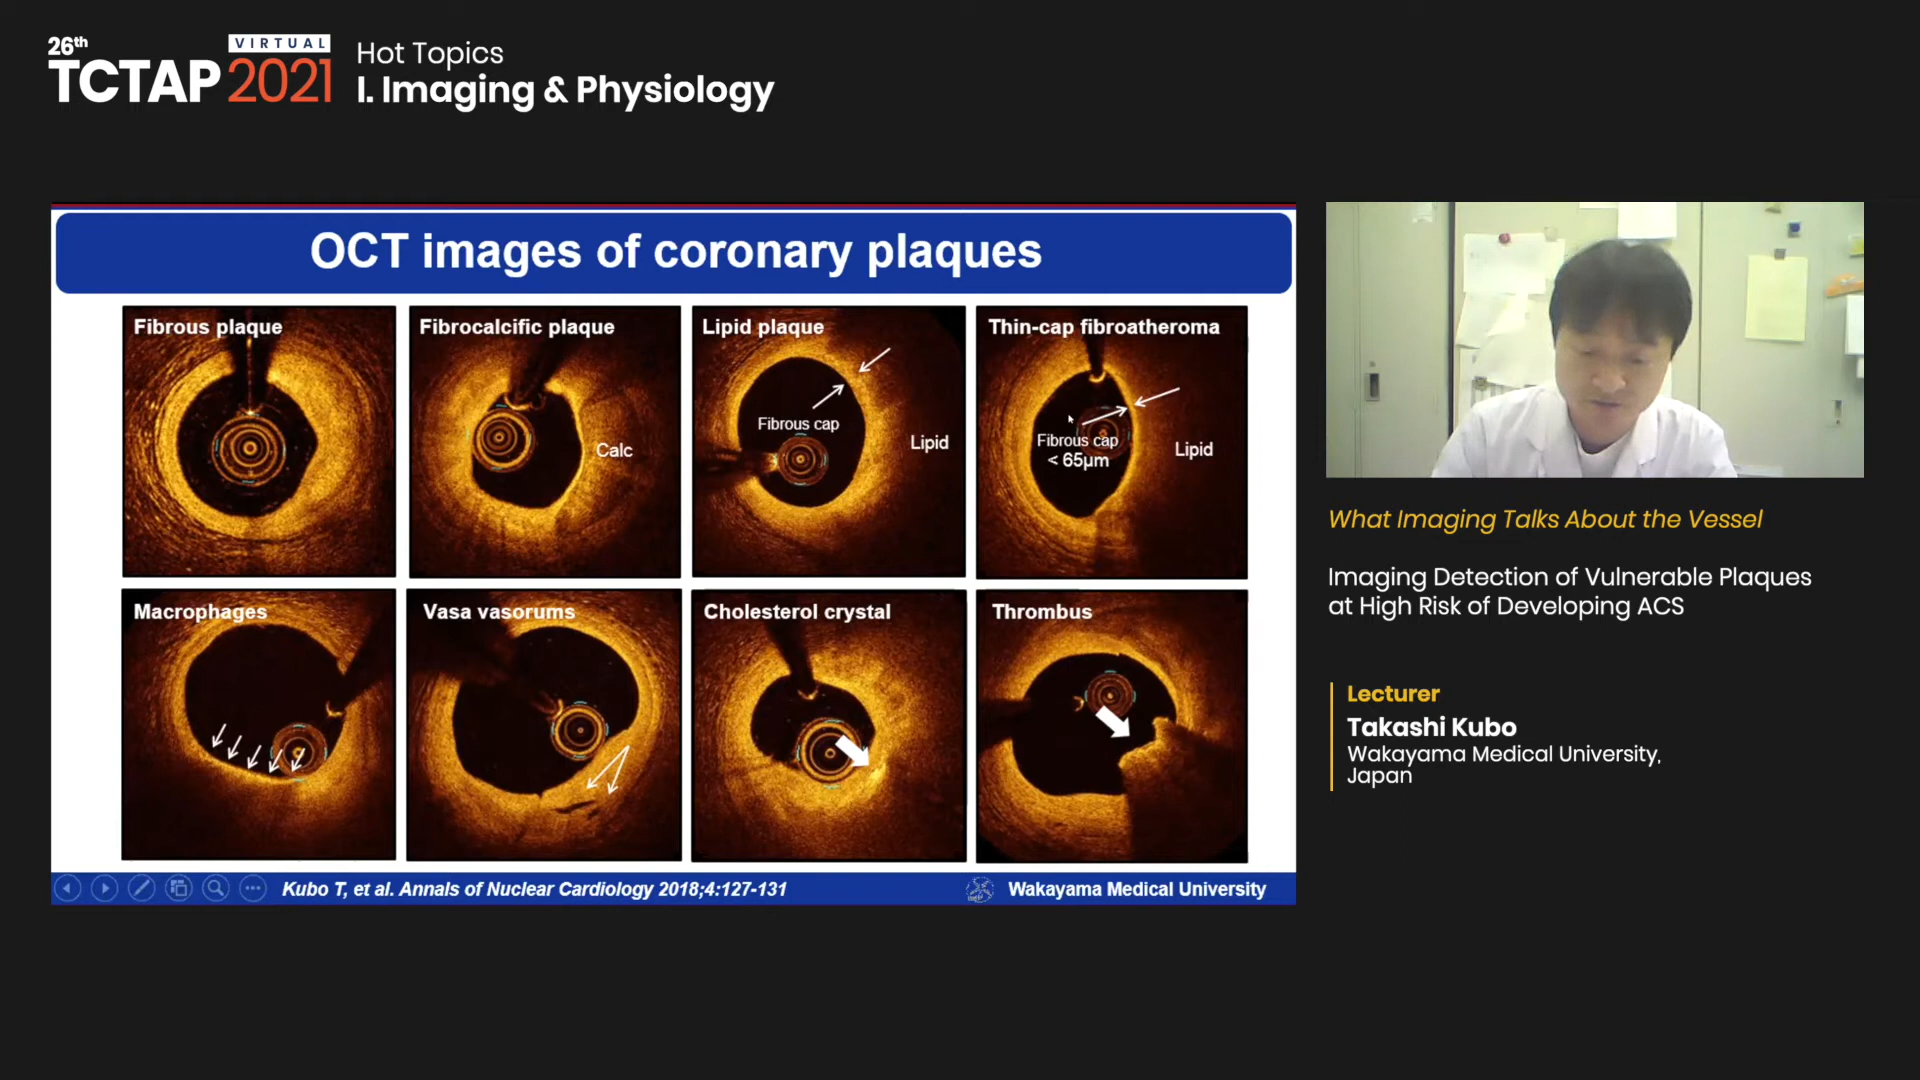 26th
VIRTUAL
TCTAP 2021
Hot Topics
I. Imaging & Physiology
OCT images of coronary plaques
Fibrous plaque
Fibrocalcific plaque
Calc
Lipid plaque
Fibrous cap
Lipid
Thin-cap fibroatheroma
Fibrous cap
< 65μm
Lipid
Macrophages
Vasa vasorums
Cholesterol crystal
Thrombus
Kubo T, et al. Annals of Nuclear Cardiology 2018;4:127-131
Wakayama Medical University
What Imaging Talks About the Vessel
Imaging Detection of Vulnerable Plaques
at High Risk of Developing ACS
Lecturer
Takashi Kubo
Wakayama Medical University,
Japan